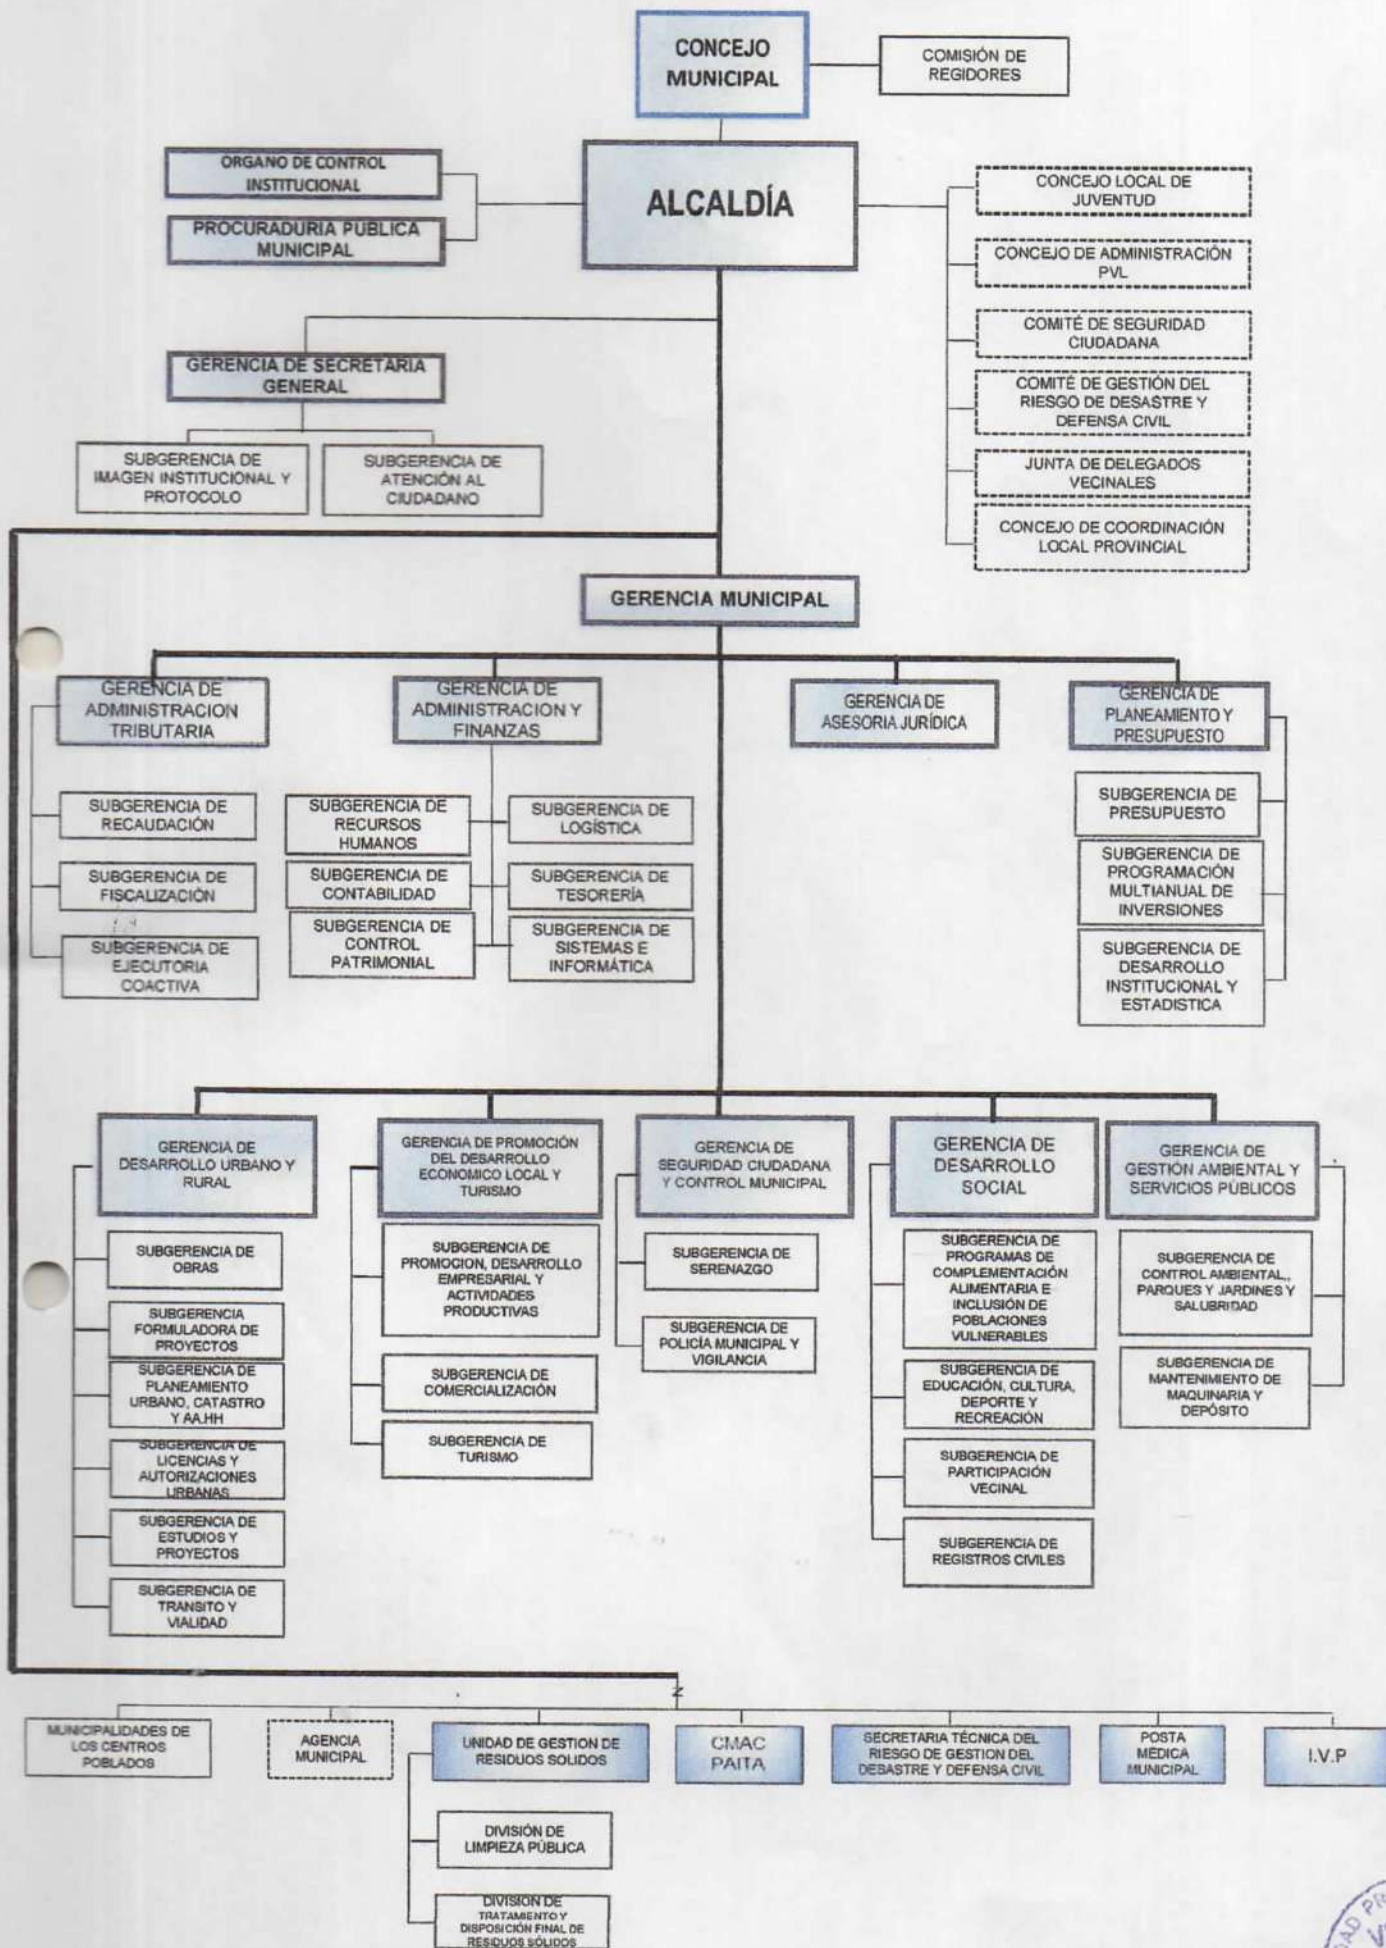 CONCEJO
MUNICIPAL
COMISIÓN DE
REGIDORES
ORGANO DE CONTROL
INSTITUCIONAL
PROCURADURIA PUBLICA
MUNICIPAL
ALCALDÍA
CONCEJO LOCAL DE
JUVENTUD
CONCEJO DE ADMINISTRACIÓN
PVL
COMITÉ DE SEGURIDAD
CIUDADANA
COMITÉ DE GESTIÓN DEL
RIESGO DE DESASTRE Y
DEFENSA CIVIL
JUNTA DE DELEGADOS
VECINALES
CONCEJO DE COORDINACIÓN
LOCAL PROVINCIAL
GERENCIA DE SECRETARIA
GENERAL
SUBGERENCIA DE
IMAGEN INSTITUCIONAL Y
PROTOCOLO
SUBGERENCIA DE
ATENCIÓN AL
CIUDADANO
GERENCIA MUNICIPAL
GERENCIA DE
ADMINISTRACION
TRIBUTARIA
SUBGERENCIA DE
RECAUDACIÓN
SUBGERENCIA DE
FISCALIZACIÓN
SUBGERENCIA DE
EJECUTORIA
COACTIVA
GERENCIA DE
ADMINISTRACION Y
FINANZAS
SUBGERENCIA DE
RECURSOS
HUMANOS
SUBGERENCIA DE
LOGÍSTICA
SUBGERENCIA DE
CONTABILIDAD
SUBGERENCIA DE
TESORERÍA
SUBGERENCIA DE
CONTROL
PATRIMONIAL
SUBGERENCIA DE
SISTEMAS E
INFORMÁTICA
GERENCIA DE
ASESORIA JURÍDICA
GERENCIA DE
PLANEAMIENTO Y
PRESUPUESTO
SUBGERENCIA DE
PRESUPUESTO
SUBGERENCIA DE
PROGRAMACIÓN
MULTIANUAL DE
INVERSIONES
SUBGERENCIA DE
DESARROLLO
INSTITUCIONAL Y
ESTADISTICA
GERENCIA DE
DESARROLLO URBANO Y
RURAL
SUBGERENCIA DE
OBRAS
SUBGERENCIA
FORMULADORA DE
PROYECTOS
SUBGERENCIA DE
PLANEAMIENTO
URBANO, CATASTRO
Y AA.HH
SUBGERENCIA DE
LICENCIAS Y
AUTORIZACIONES
URBANAS
SUBGERENCIA DE
ESTUDIOS Y
PROYECTOS
SUBGERENCIA DE
TRANSITO Y
VIALIDAD
GERENCIA DE PROMOCIÓN
DEL DESARROLLO
ECONOMICO LOCAL Y
TURISMO
SUBGERENCIA DE
PROMOCION, DESARROLLO
EMPRESARIAL Y
ACTIVIDADES
PRODUCTIVAS
SUBGERENCIA DE
COMERCIALIZACIÓN
SUBGERENCIA DE
TURISMO
GERENCIA DE
SEGURIDAD CIUDADANA
Y CONTROL MUNICIPAL
SUBGERENCIA DE
SERENAZGO
SUBGERENCIA DE
POLICÍA MUNICIPAL Y
VIGILANCIA
GERENCIA DE
DESARROLLO
SOCIAL
SUBGERENCIA DE
PROGRAMAS DE
COMPLEMENTACIÓN
ALIMENTARIA E
INCLUSIÓN DE
POBLACIONES
VULNERABLES
SUBGERENCIA DE
EDUCACIÓN, CULTURA,
DEPORTE Y
RECREACIÓN
SUBGERENCIA DE
PARTICIPACIÓN
VECINAL
SUBGERENCIA DE
REGISTROS CIVILES
GERENCIA DE
GESTIÓN AMBIENTAL Y
SERVICIOS PÚBLICOS
SUBGERENCIA DE
CONTROL AMBIENTAL,
PARQUES Y JARDINES Y
SALUBRIDAD
SUBGERENCIA DE
MANTENIMIENTO DE
MAQUINARIA Y
DEPÓSITO
MUNICIPALIDADES DE
LOS CENTROS
POBLADOS
AGENCIA
MUNICIPAL
UNIDAD DE GESTION DE
RESIDUOS SOLIDOS
DIVISIÓN DE
LIMPIEZA PÚBLICA
DIVISION DE
TRATAMIENTO Y
DISPOSICIÓN FINAL DE
RESIDUOS SÓLIDOS
CMAC
PAITA
SECRETARIA TÉCNICA DEL
RIESGO DE GESTION DEL
DESASTRE Y DEFENSA CIVIL
POSTA
MÉDICA
MUNICIPAL
I.V.P